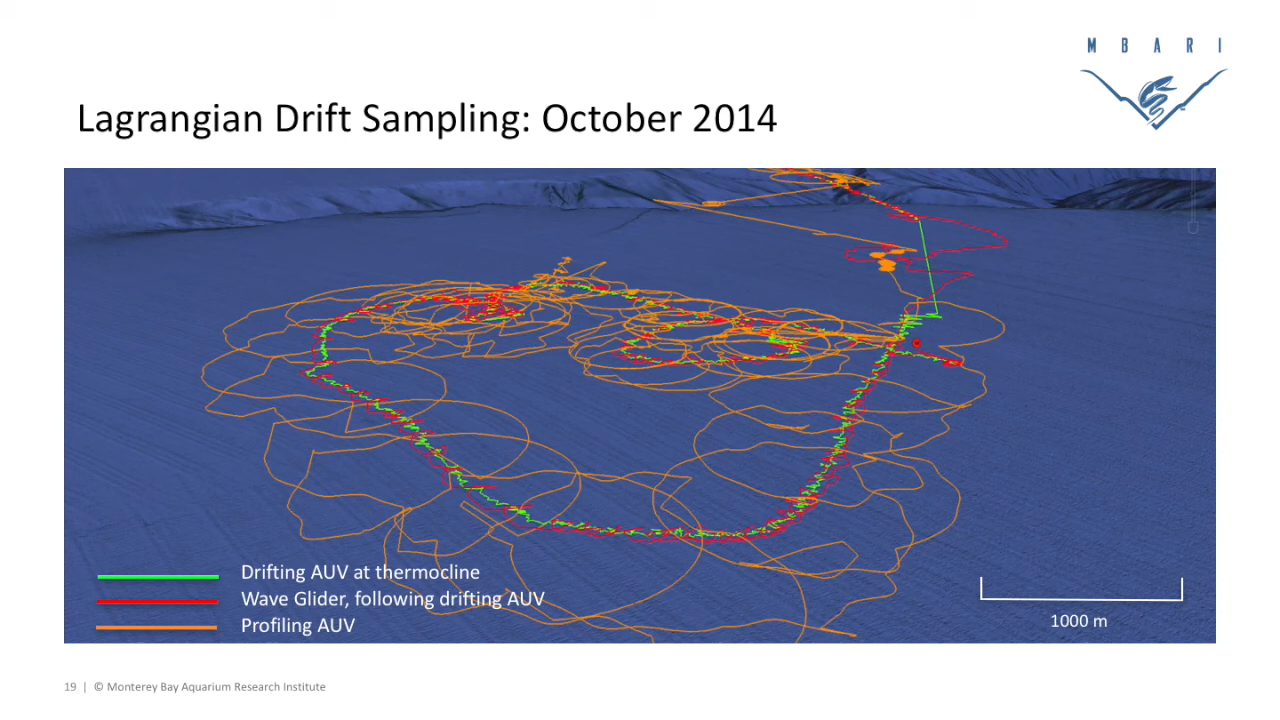 M B A R I
Lagrangian Drift Sampling: October 2014
Drifting AUV at thermocline
Wave Glider, following drifting AUV
Profiling AUV
1000 m
19 | © Monterey Bay Aquarium Research Institute